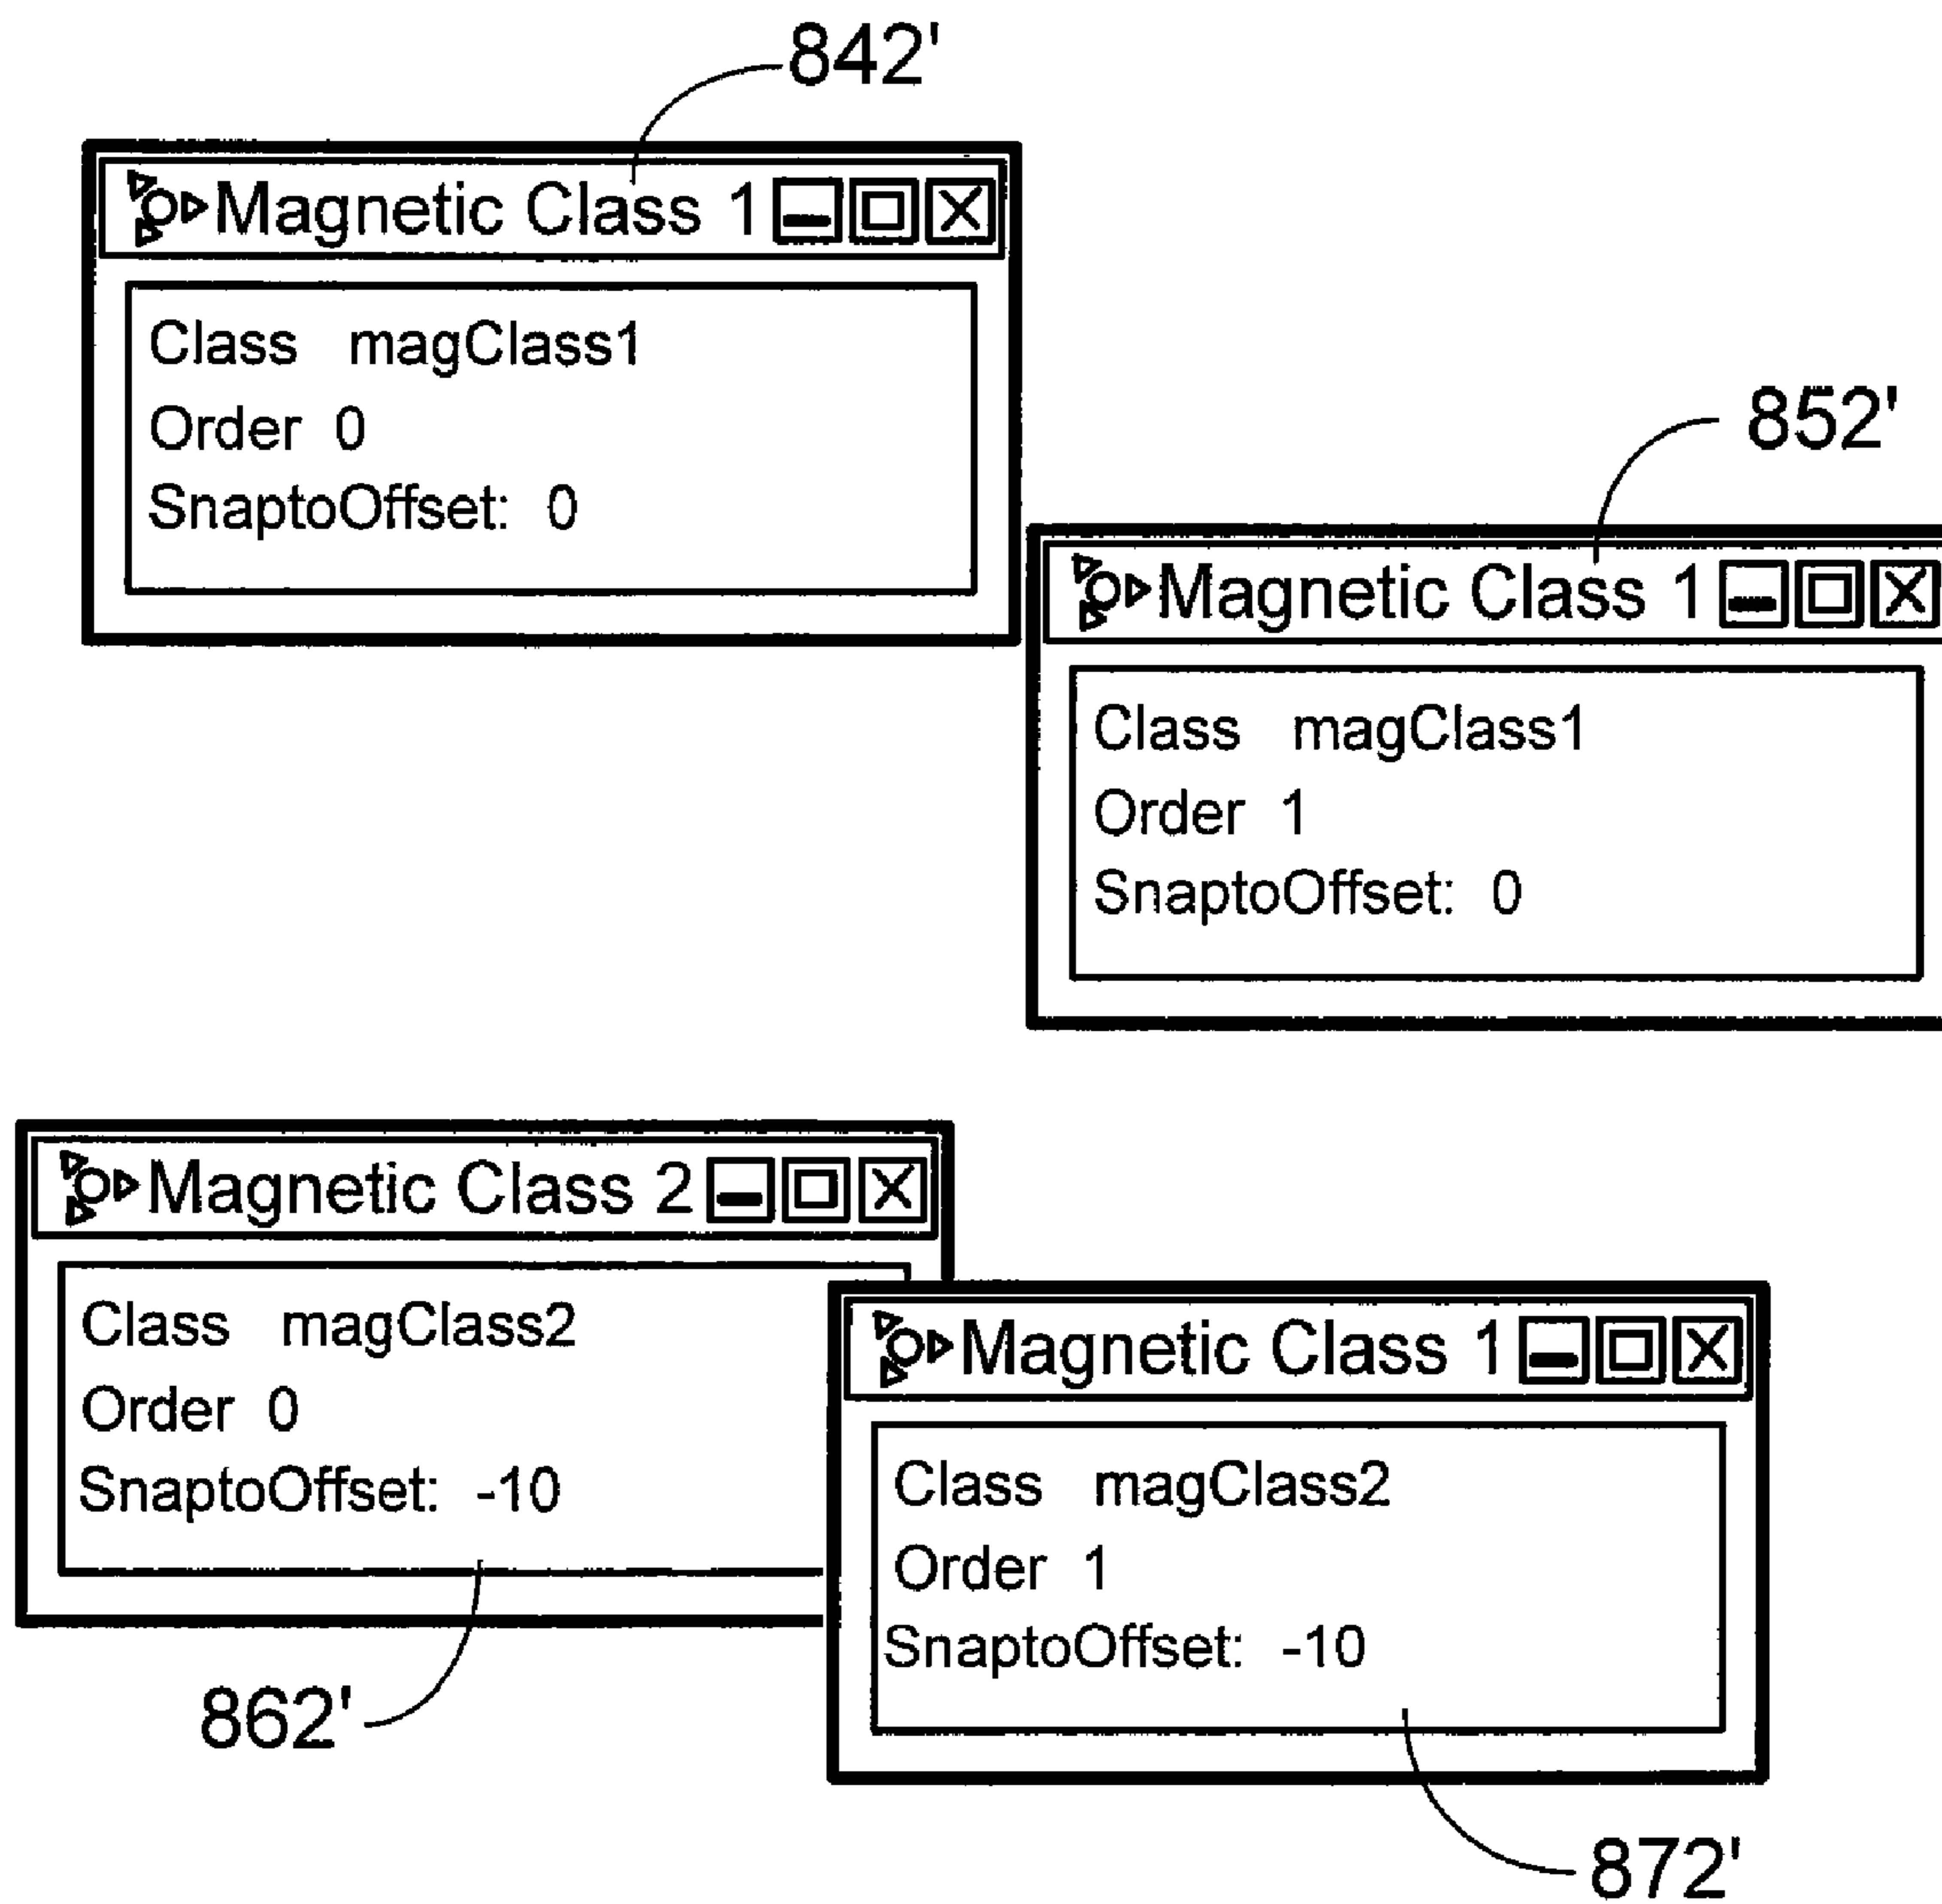 842'
Magnetic Class 1
Class magClass1
Order 0
SnaptoOffset: 0
852'
Magnetic Class 1
Class magClass1
Order 1
SnaptoOffset: 0
Magnetic Class 2
Class magClass2
Order 0
SnaptoOffset: -10
862'
Magnetic Class 1
Class magClass2
Order 1
SnaptoOffset: -10
872'